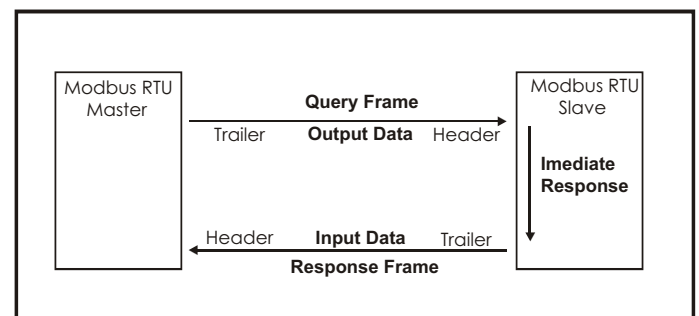 Modbus RTU
Master
Query Frame
Trailer Output Data Header
Modbus RTU
Slave
Imediate
Response
Header Input Data Trailer
Response Frame